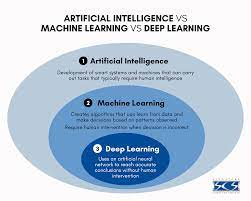 ARTIFICIAL INTELLIGENCE VS
MACHINE LEARNING VS DEEP LEARNING
1 Artificial Intelligence
Development of smart systems and machines that can carry
out tasks that typically require human intelligence
2 Machine Learning
Creates algorithms that can learn from data and
make decisions based on patterns observed
Require human intervention when decision is incorrect
3 Deep Learning
Uses an artificial neural
network to reach accurate
conclusions without human
intervention
SCS